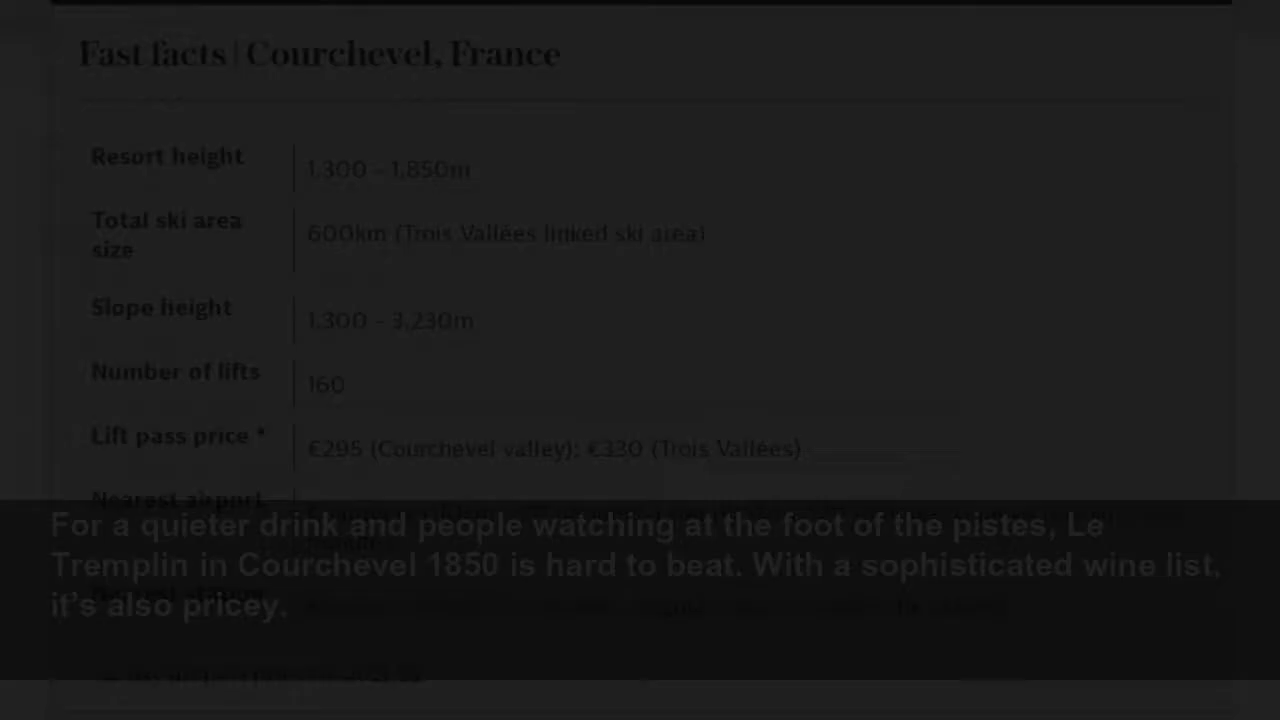 Fast facts | Courchevel, France
Resort height
1,300 - 1,850m
Total ski area
size
600km (Trois Vallées linked ski area)
Slope height
1,300 - 3,230m
Number of lifts
160
Lift pass price *
€295 (Courchevel valley); €330 (Trois Vallées)
Nearest airport
For a quieter drink and people watching at the foot of the pistes, Le
Tremplin in Courchevel 1850 is hard to beat. With a sophisticated wine list,
it's also pricey.